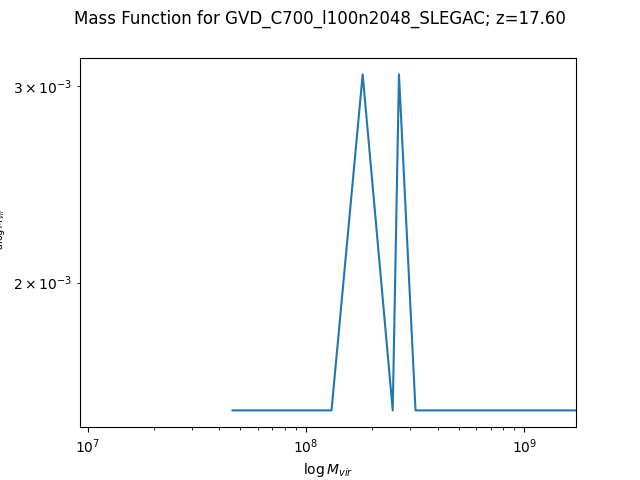 Mass Function for GVD_C700_l100n2048_SLEGAC; z=17.60
3 × 10⁻³
2 × 10⁻³
10⁷ 10⁸ 10⁹
log M_vir